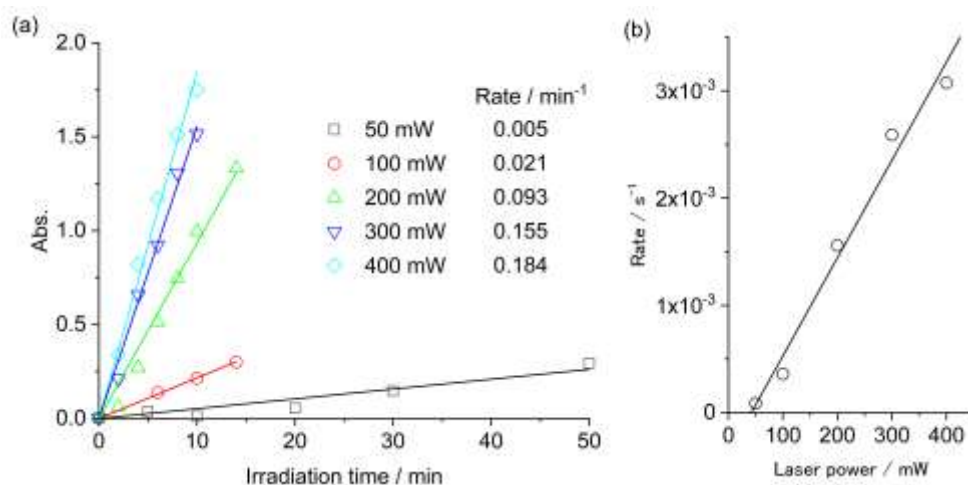 (a)
2.0
1.5
1.0
0.5
0.0
Abs.
0 10 20 30 40 50
Irradiation time / min
Rate / min⁻¹
50 mW 0.005
100 mW 0.021
200 mW 0.093
300 mW 0.155
400 mW 0.184
(b)
3x10⁻³
2x10⁻³
1x10⁻³
0
Rate / s⁻¹
0 100 200 300 400
Laser power / mW